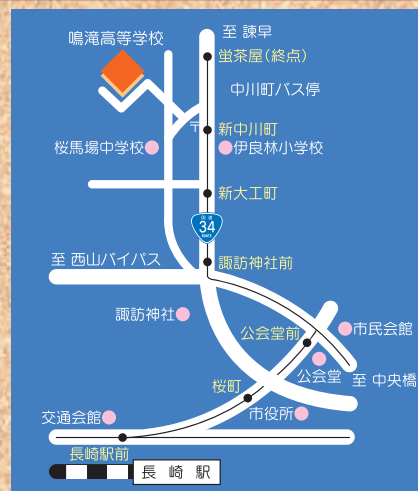 至 諫早
鳴滝高等学校
蛍茶屋(終点)
中川町バス停
〒
新中川町
桜馬場中学校
伊良林小学校
新大工町
国道
34
ROUTE
諏訪神社前
至 西山バイパス
諏訪神社
市民会館
公会堂前
公会堂
至 中央橋
桜町
市役所
交通会館
長崎駅前
長崎駅